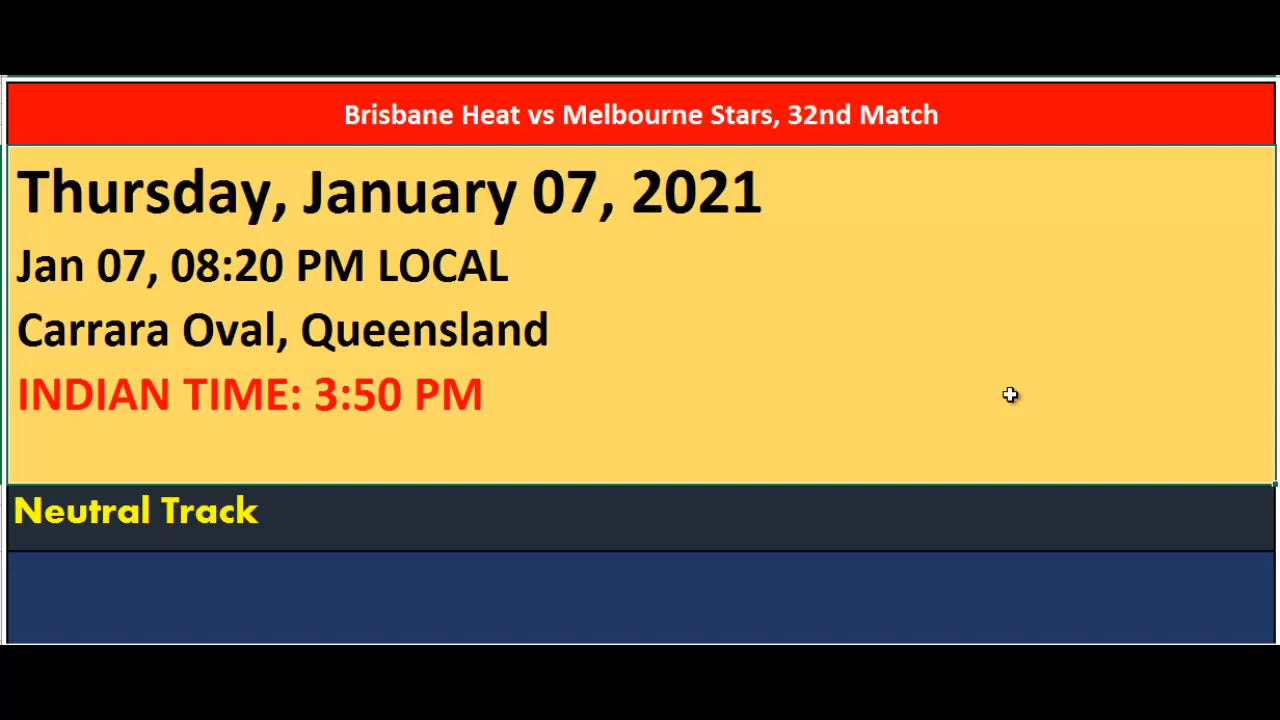 Brisbane Heat vs Melbourne Stars, 32nd Match
Thursday, January 07, 2021
Jan 07, 08:20 PM LOCAL
Carrara Oval, Queensland
INDIAN TIME: 3:50 PM
Neutral Track